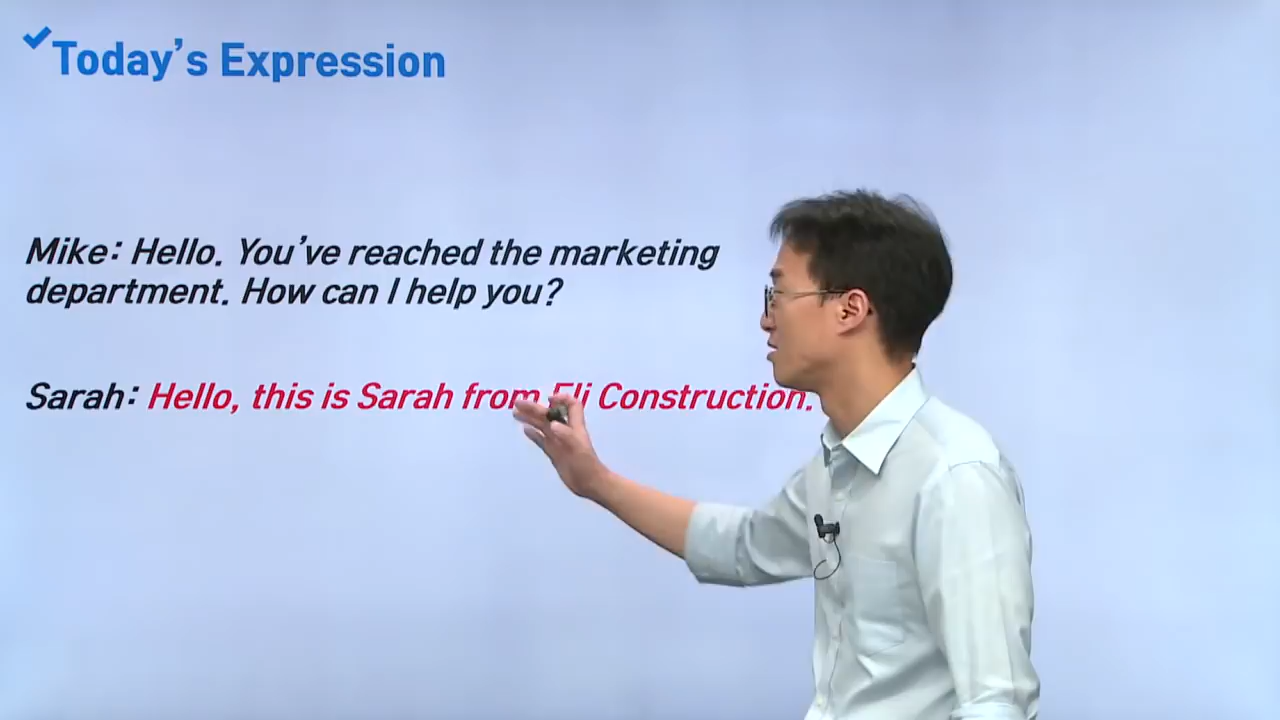 Today's Expression
Mike: Hello. You've reached the marketing
department. How can I help you?
Sarah: Hello, this is Sarah from Eli Construction.